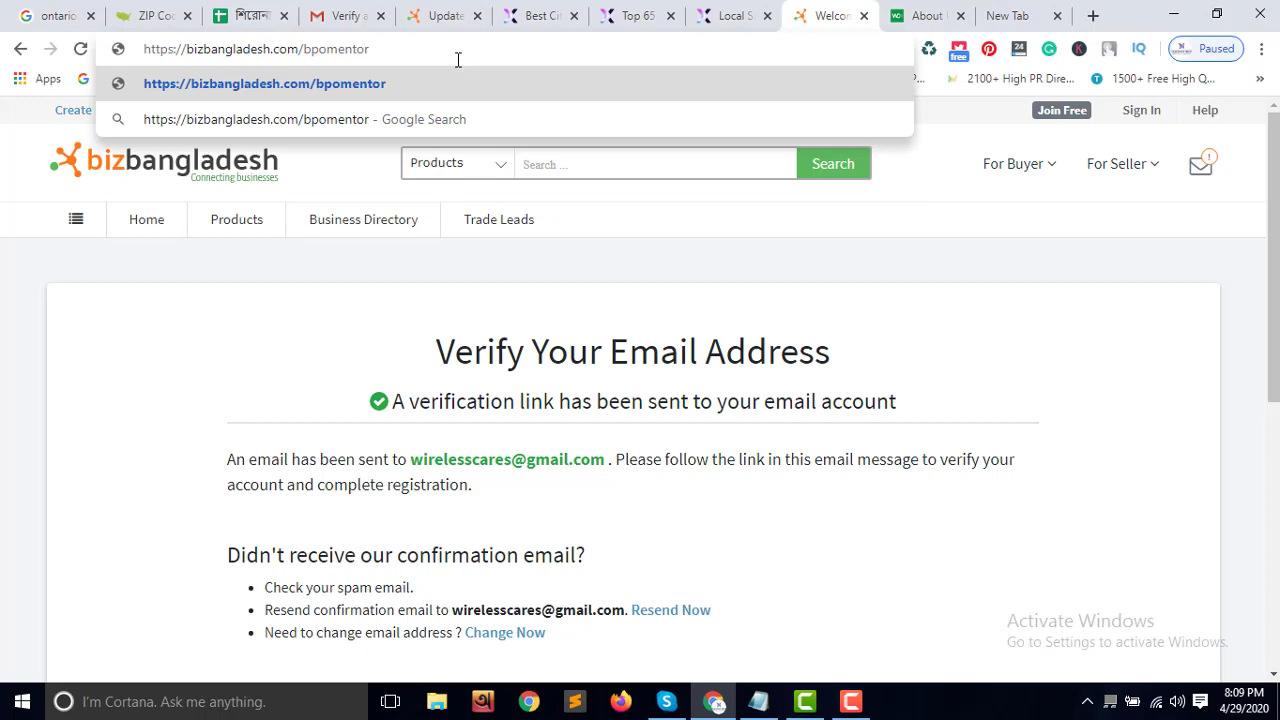 ontario
ZIP Co
Gmail
Verify a
Update
Best Cit
Top 65
Local S
Welcon
About U
New Tab
https://bizbangladesh.com/bpomentor
24
free
IQ
Paused
https://bizbangladesh.com/bpomentor
Apps
2100+ High PR Direc...
1500+ Free High Q...
https://bizbangladesh.com/bpomentor - Google Search
Create
Join Free
Sign In
Help
bizbangladesh
Connecting businesses
Products
Search ...
Search
For Buyer
For Seller
Home
Products
Business Directory
Trade Leads
Verify Your Email Address
A verification link has been sent to your email account
An email has been sent to wirelesscares@gmail.com . Please follow the link in this email message to verify your
account and complete registration.
Didn't receive our confirmation email?
• Check your spam email.
• Resend confirmation email to wirelesscares@gmail.com. Resend Now
• Need to change email address ? Change Now
Activate Windows
Go to Settings to activate Windows.
I'm Cortana. Ask me anything.
8:09 PM
4/29/2020